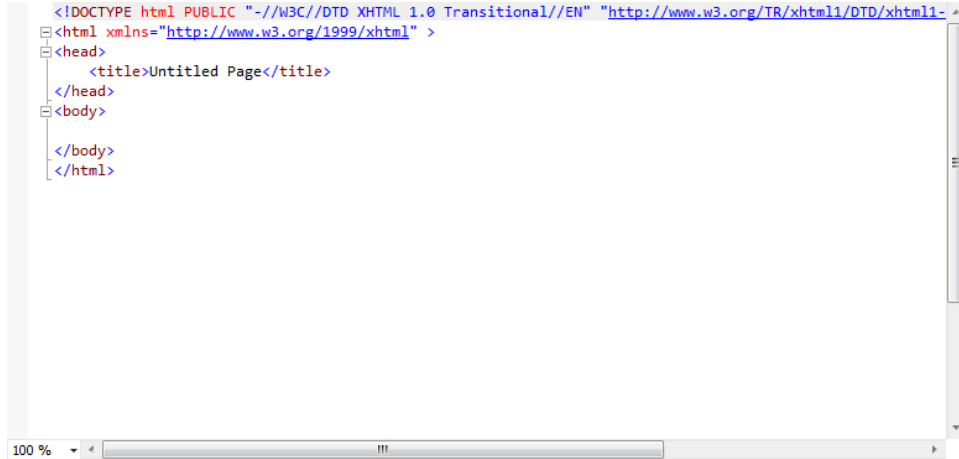 <!DOCTYPE html PUBLIC "-//W3C//DTD XHTML 1.0 Transitional//EN" "http://www.w3.org/TR/xhtml1/DTD/xhtml1-
<html xmlns="http://www.w3.org/1999/xhtml" >
<head>
    <title>Untitled Page</title>
</head>
<body>
</body>
</html>
100 %